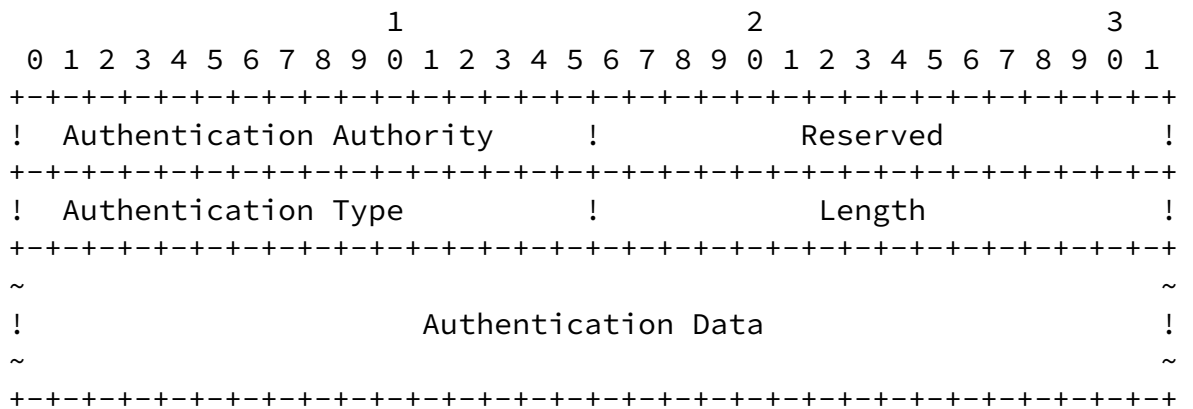 1                   2                   3
 0 1 2 3 4 5 6 7 8 9 0 1 2 3 4 5 6 7 8 9 0 1 2 3 4 5 6 7 8 9 0 1
+-+-+-+-+-+-+-+-+-+-+-+-+-+-+-+-+-+-+-+-+-+-+-+-+-+-+-+-+-+-+-+-+
!  Authentication Authority     !           Reserved            !
+-+-+-+-+-+-+-+-+-+-+-+-+-+-+-+-+-+-+-+-+-+-+-+-+-+-+-+-+-+-+-+-+
!  Authentication Type          !            Length             !
+-+-+-+-+-+-+-+-+-+-+-+-+-+-+-+-+-+-+-+-+-+-+-+-+-+-+-+-+-+-+-+-+
~                                                               ~
!                      Authentication Data                      !
~                                                               ~
+-+-+-+-+-+-+-+-+-+-+-+-+-+-+-+-+-+-+-+-+-+-+-+-+-+-+-+-+-+-+-+-+